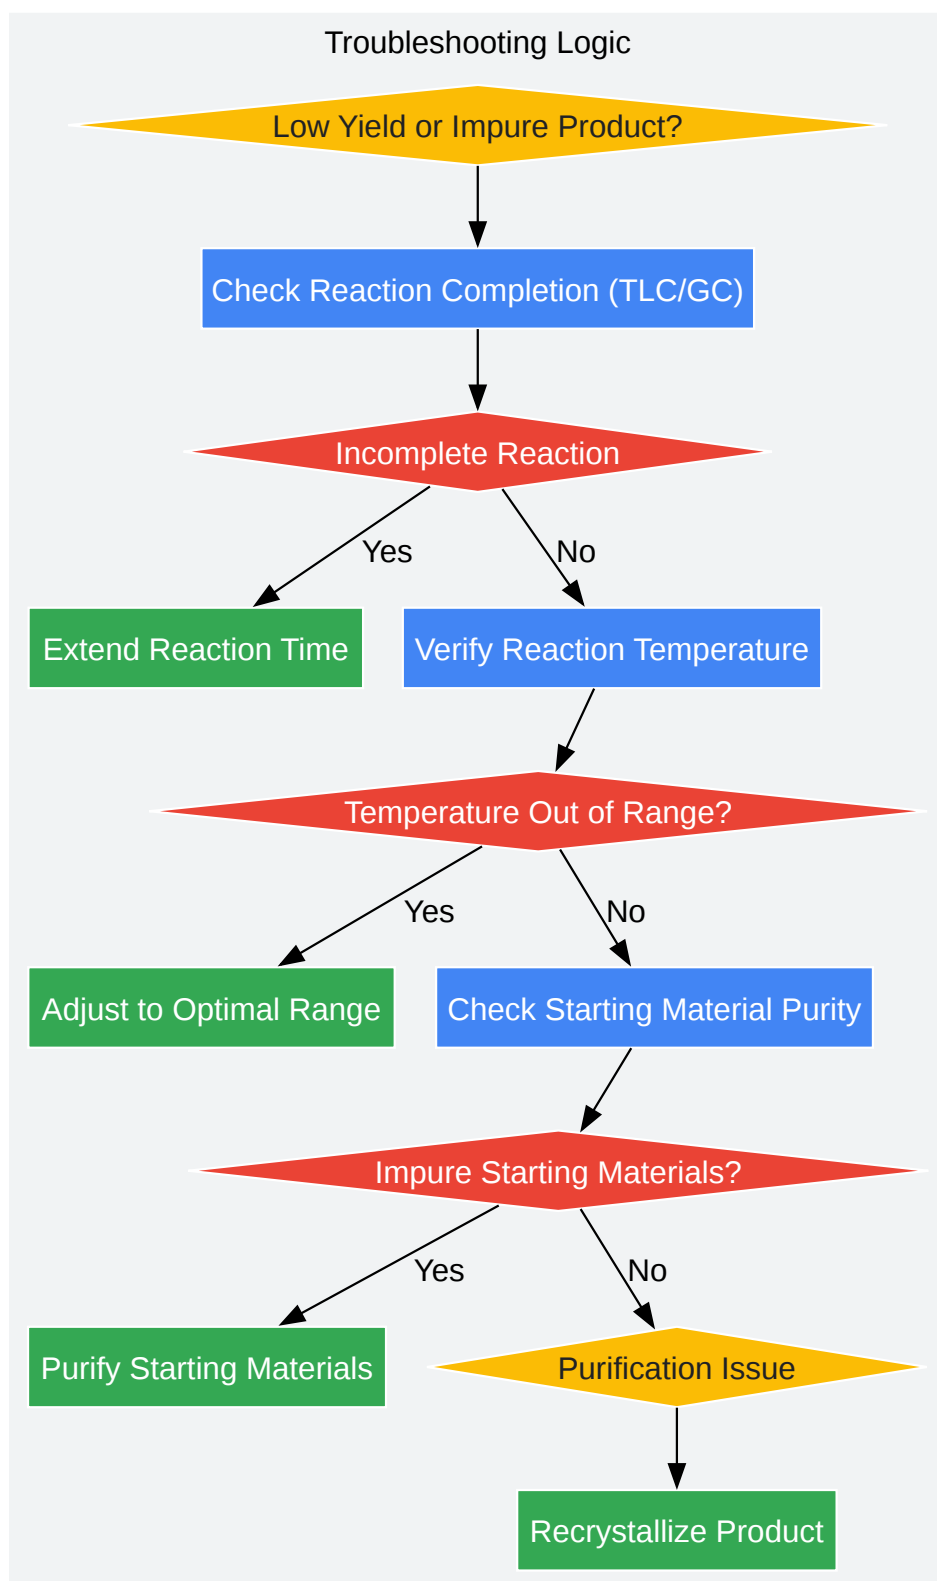 Troubleshooting Logic
Low Yield or Impure Product?
Check Reaction Completion (TLC/GC)
Incomplete Reaction
Yes
No
Extend Reaction Time
Verify Reaction Temperature
Temperature Out of Range?
Yes
No
Adjust to Optimal Range
Check Starting Material Purity
Impure Starting Materials?
Yes
No
Purify Starting Materials
Purification Issue
Recrystallize Product